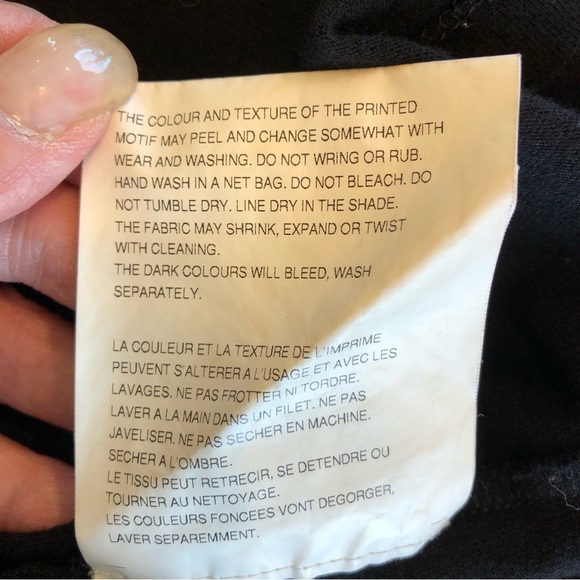 THE COLOUR AND TEXTURE OF THE PRINTED
MOTIF MAY PEEL AND CHANGE SOMEWHAT WITH
WEAR AND WASHING. DO NOT WRING OR RUB.
HAND WASH IN A NET BAG. DO NOT BLEACH. DO
NOT TUMBLE DRY. LINE DRY IN THE SHADE.
THE FABRIC MAY SHRINK, EXPAND OR TWIST
WITH CLEANING.
THE DARK COLOURS WILL BLEED, WASH
SEPARATELY.
LA COULEUR ET LA TEXTURE DE L'IMPRIME
PEUVENT S'ALTERER A L'USAGE ET AVEC LES
LAVAGES. NE PAS FROTTER NI TORDRE.
LAVER A LA MAIN DANS UN FILET. NE PAS
JAVELISER. NE PAS SECHER EN MACHINE.
SECHER A L'OMBRE.
LE TISSU PEUT RETRECIR, SE DETENDRE OU
TOURNER AU NETTOYAGE.
LES COULEURS FONCEES VONT DEGORGER,
LAVER SEPAREMMENT.